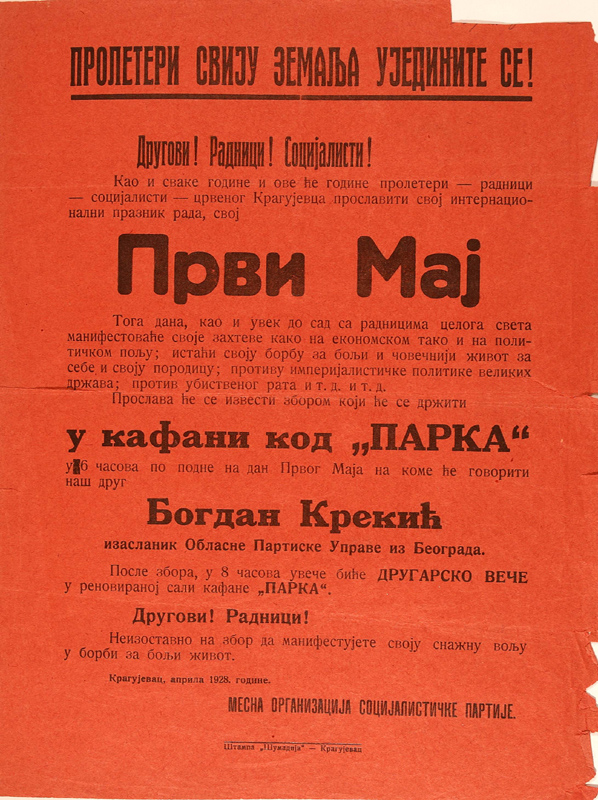 ПРОЛЕТЕРИ СВИЈУ ЗЕМАЉА УЈЕДИНИТЕ СЕ!
Другови! Радници! Социјалисти!
Као и сваке године и ове ће године пролетери — радници
— социјалисти — црвеног Крагујевца прославити свој интернацио-
нални празник рада, свој
Први Мај
Тога дана, као и увек до сад са радницима целога света
манифестоваће своје захтеве како на економском тако и на поли-
тичком пољу; истаћи своју борбу за бољи и човечнији живот за
себе и своју породицу; противу империјалистичке политике великих
држава; против убиственог рата и т. д. и т. д.
Прослава ће се извести збором који ће се држити
у кафани код „ПАРКА“
у 6 часова по подне на дан Првог Маја на коме ће говорити
наш друг
Богдан Крекић
изасланик Обласне Партиске Управе из Београда.
После збора, у 8 часова увече биће ДРУГАРСКО ВЕЧЕ
у реновираној сали кафане „ПАРКА“.
Другови! Радници!
Неизоставно на збор да манифестујете своју снажну вољу
у борби за бољи живот.
Крагујевац, априла 1928. године.
МЕСНА ОРГАНИЗАЦИЈА СОЦИЈАЛИСТИЧКЕ ПАРТИЈЕ.
Штампа „Шумадија“ — Крагујевац